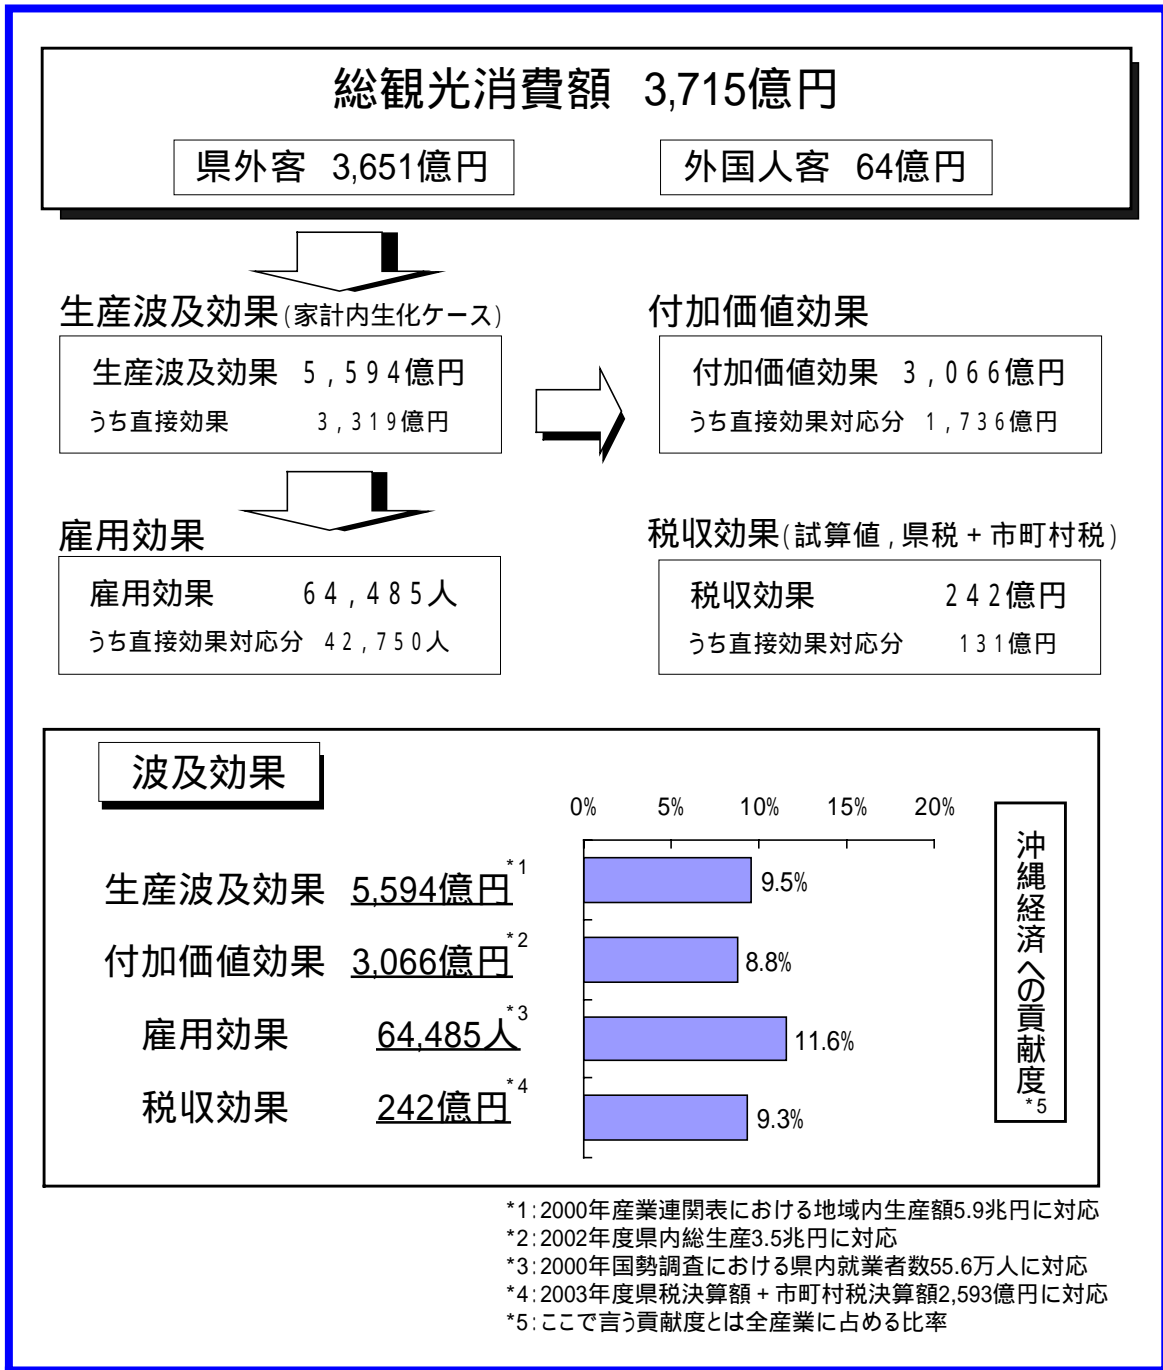 総観光消費額 3,715億円
県外客 3,651億円
外国人客 64億円
生産波及効果(家計内生化ケース)
生産波及効果 5,594億円
うち直接効果 3,319億円
付加価値効果
付加価値効果 3,066億円
うち直接効果対応分 1,736億円
雇用効果
雇用効果 64,485人
うち直接効果対応分 42,750人
税収効果(試算値,県税+市町村税)
税収効果 242億円
うち直接効果対応分 131億円
波及効果
0% 5% 10% 15% 20%
生産波及効果 5,594億円*1 9.5%
付加価値効果 3,066億円*2 8.8%
雇用効果 64,485人*3 11.6%
税収効果 242億円*4 9.3%
沖縄経済への貢献度*5
*1:2000年産業連関表における地域内生産額5.9兆円に対応
*2:2002年度県内総生産3.5兆円に対応
*3:2000年国勢調査における県内就業者数55.6万人に対応
*4:2003年度県税決算額+市町村税決算額2,593億円に対応
*5:ここで言う貢献度とは全産業に占める比率